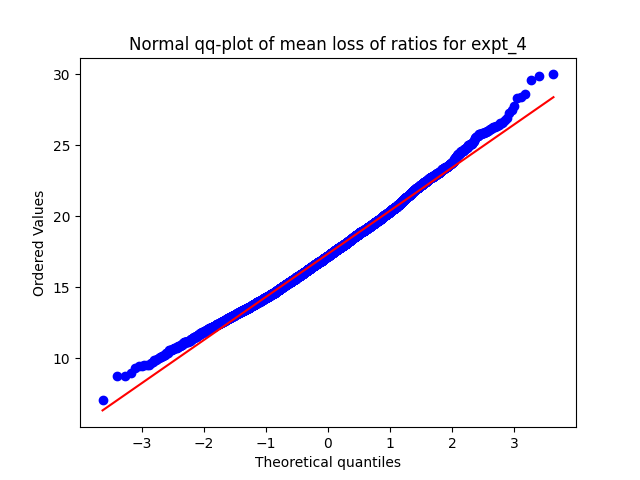 Normal qq-plot of mean loss of ratios for expt_4
30
25
20
15
10
Ordered Values
−3 −2 −1 0 1 2 3
Theoretical quantiles